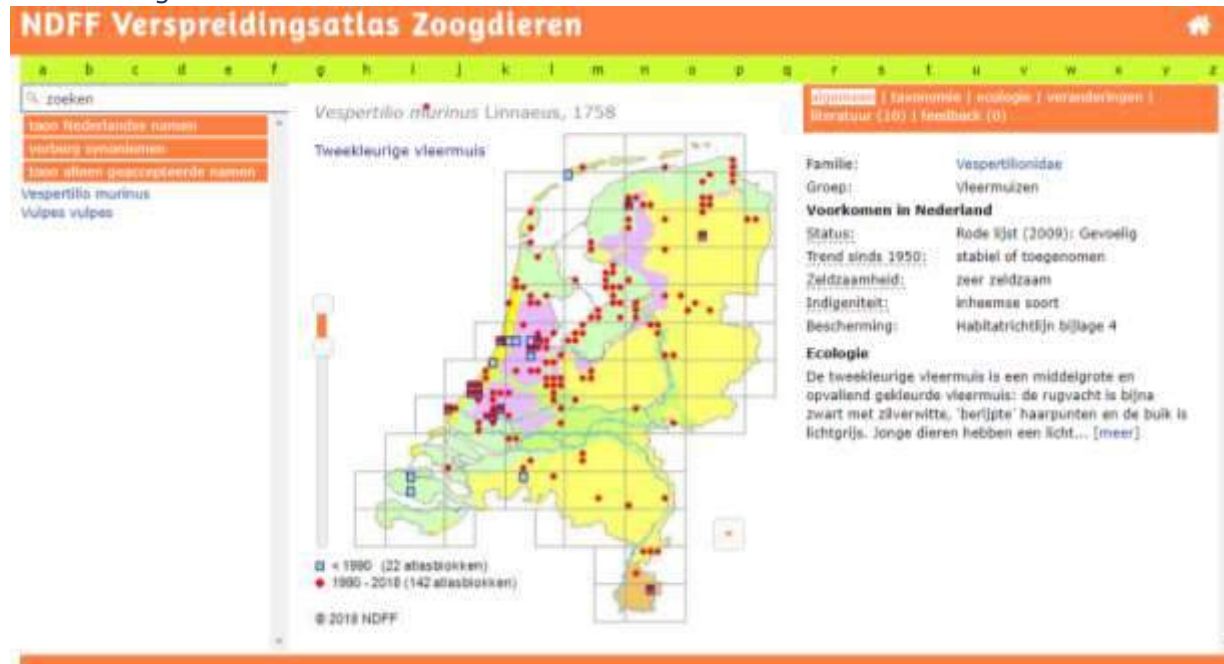 NDFF Verspreidingsatlas Zoogdieren
a b c d e f g h i j k l m n o p q r s t u v w x y z
zoeken
toon Nederlandse namen
verberg synoniemen
toon alleen geaccepteerde namen
Vespertilio murinus
Vulpes vulpes
Vespertilio murinus Linnaeus, 1758
Tweekleurige vleermuis
< 1990 (22 atlasblokken)
1990 - 2018 (142 atlasblokken)
© 2018 NDFF
algemeen | taxonomie | ecologie | veranderingen |
literatuur (10) | feedback (0)
Familie: Vespertilionidae
Groep: Vleermuizen
Voorkomen in Nederland
Status: Rode lijst (2009): Gevoelig
Trend sinds 1950: stabiel of toegenomen
Zeldzaamheid: zeer zeldzaam
Indigeniteit: inheemse soort
Bescherming: Habitatrichtlijn bijlage 4
Ecologie
De tweekleurige vleermuis is een middelgrote en
opvallend gekleurde vleermuis: de rugvacht is bijna
zwart met zilverwitte, 'berijpte' haarpunten en de buik is
lichtgrijs. Jonge dieren hebben een licht... [meer]